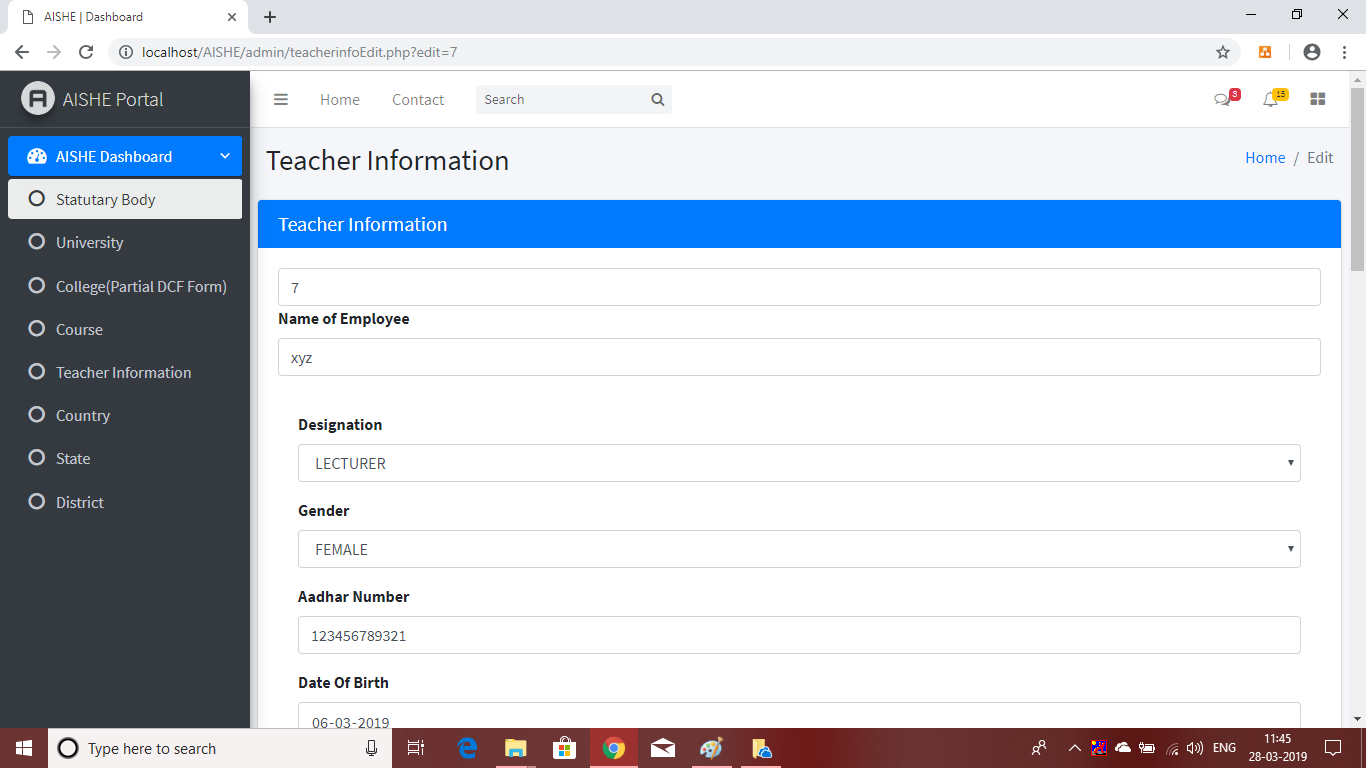 AISHE | Dashboard
localhost/AISHE/admin/teacherinfoEdit.php?edit=7
AISHE Portal
Home
Contact
Search
3
15
AISHE Dashboard
Statutary Body
University
College(Partial DCF Form)
Course
Teacher Information
Country
State
District
Teacher Information
Home / Edit
Teacher Information
7
Name of Employee
xyz
Designation
LECTURER
Gender
FEMALE
Aadhar Number
123456789321
Date Of Birth
06-03-2019
Type here to search
ENG
11:45
28-03-2019